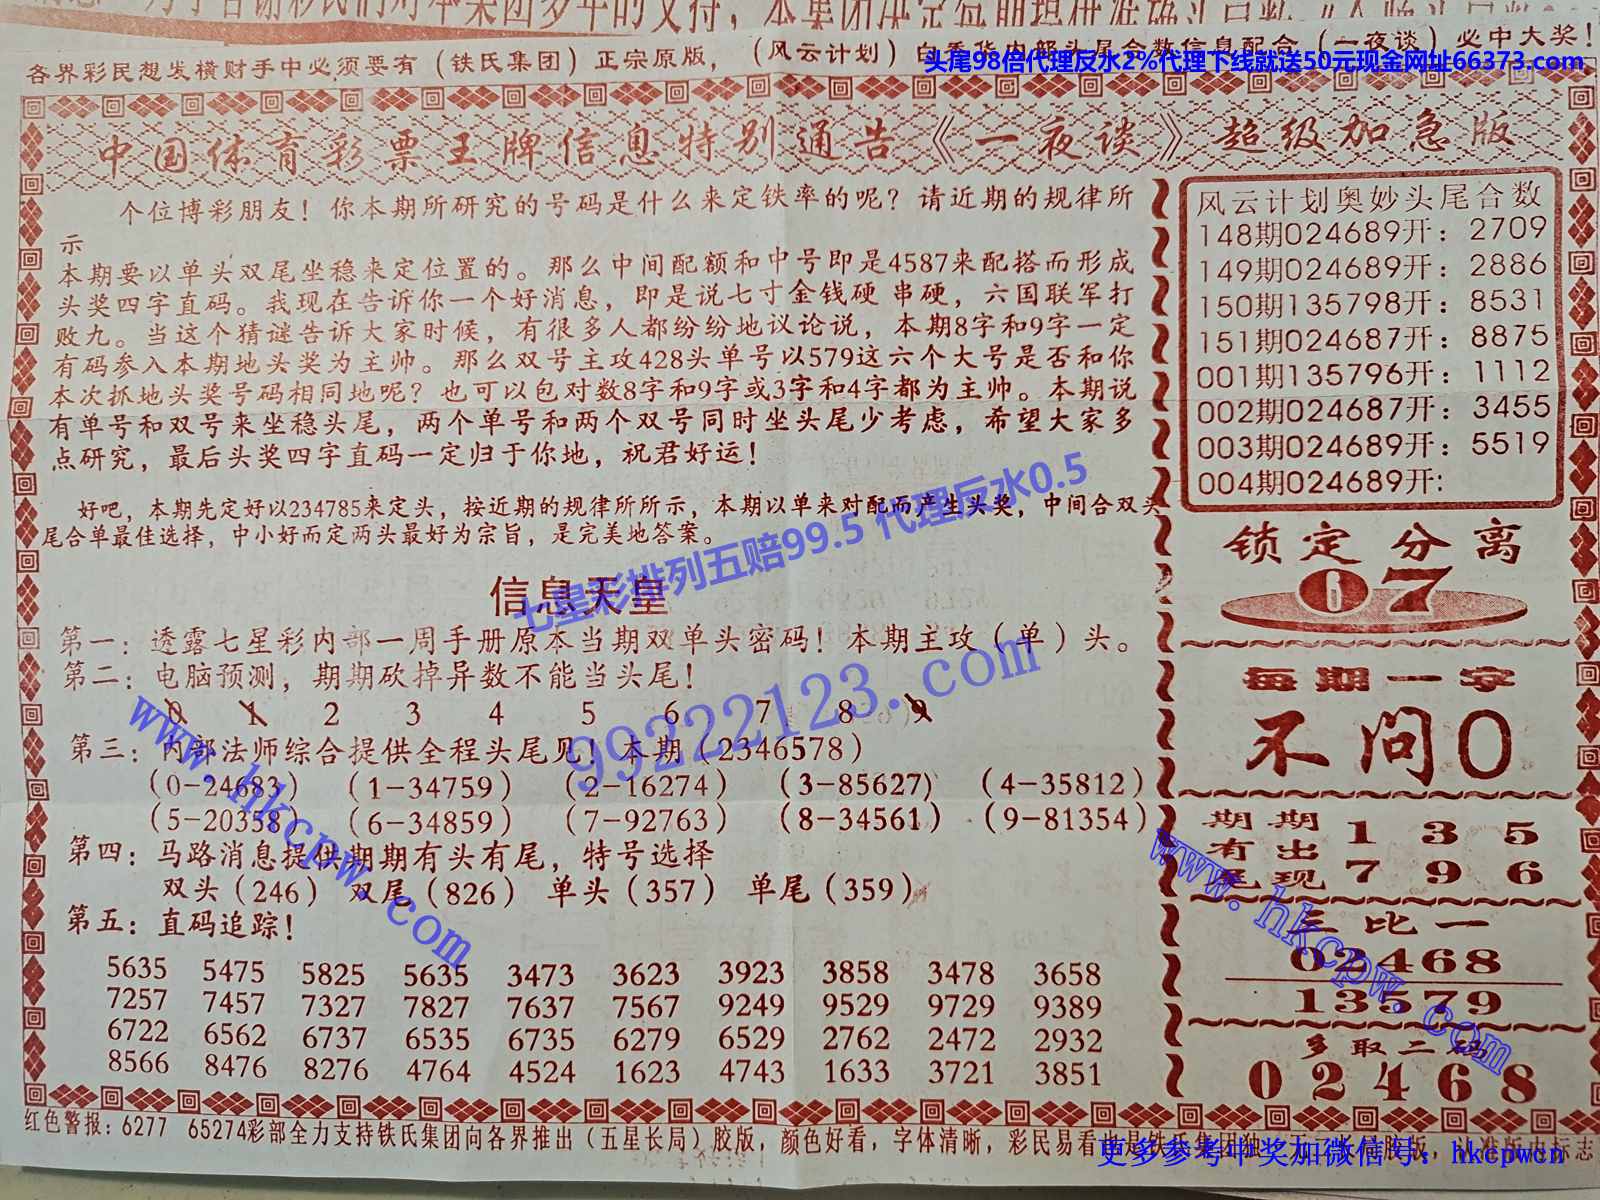 各界彩民想发横财手中必须要有（铁氏集团）正宗原版，（风云计划）白秀华内部头尾合数信息配合（一夜谈）必中大奖！
头尾98倍代理反水2%代理下线就送50元现金网址66373.com
中国体育彩票王牌信息特别通告《一夜谈》超级加急版
个位博彩朋友！你本期所研究的号码是什么来定铁率的呢？请近期的规律所
示
本期要以单头双尾坐稳来定位置的。那么中间配额和中号即是4587来配搭而形成
头奖四字直码。我现在告诉你一个好消息，即是说七寸金钱硬 串硬，六国联军打
败九。当这个猜谜告诉大家时候，有很多人都纷纷地议论说，本期8字和9字一定
有码参入本期地头奖为主帅。那么双号主攻428头单号以579这六个大号是否和你
本次抓地头奖号码相同地呢？也可以包对数8字和9字或3字和4字都为主帅。本期说
有单号和双号来坐稳头尾，两个单号和两个双号同时坐头尾少考虑，希望大家多
点研究，最后头奖四字直码一定归于你地，祝君好运！
好吧，本期先定好以234785来定头，按近期的规律所所示，本期以单来对配而产生头奖，中间合双头
尾合单最佳选择，中小好而定两头最好为宗旨，是完美地答案。
七星彩排列五赔99.5 代理反水0.5
信息天皇
第一：透露七星彩内部一周手册原本当期双单头密码！本期主攻（单）头。
第二：电脑预测，期期砍掉异数不能当头尾！
0 1 2 3 4 5 6 7 8 9
第三：内部法师综合提供全程头尾见！本期（2346578）
（0-24683）（1-34759）（2-16274）（3-85627）（4-35812）
（5-20358）（6-34859）（7-92763）（8-34561）（9-81354）
第四：马路消息提供期期有头有尾，特号选择
双头（246） 双尾（826） 单头（357） 单尾（359）
第五：直码追踪！
5635 5475 5825 5635 3473 3623 3923 3858 3478 3658
7257 7457 7327 7827 7637 7567 9249 9529 9729 9389
6722 6562 6737 6535 6735 6279 6529 2762 2472 2932
8566 8476 8276 4764 4524 1623 4743 1633 3721 3851
99222123.com
www.hkcpw.com
风云计划奥妙头尾合数
148期024689开：2709
149期024689开：2886
150期135798开：8531
151期024687开：8875
001期135796开：1112
002期024687开：3455
003期024689开：5519
004期024689开：
锁定分离
67
每期一字
不问0
期期 1 3 5
有出
尾现 7 9 6
三比一
02468
13579
多取二码
02468
www.hkcpw.com
红色警报：6277 65274彩部全力支持铁氏集团向各界推出（五星长局）胶版，颜色好看，字体清晰，彩民易看
更多参考中奖加微信号：hkcpwcn